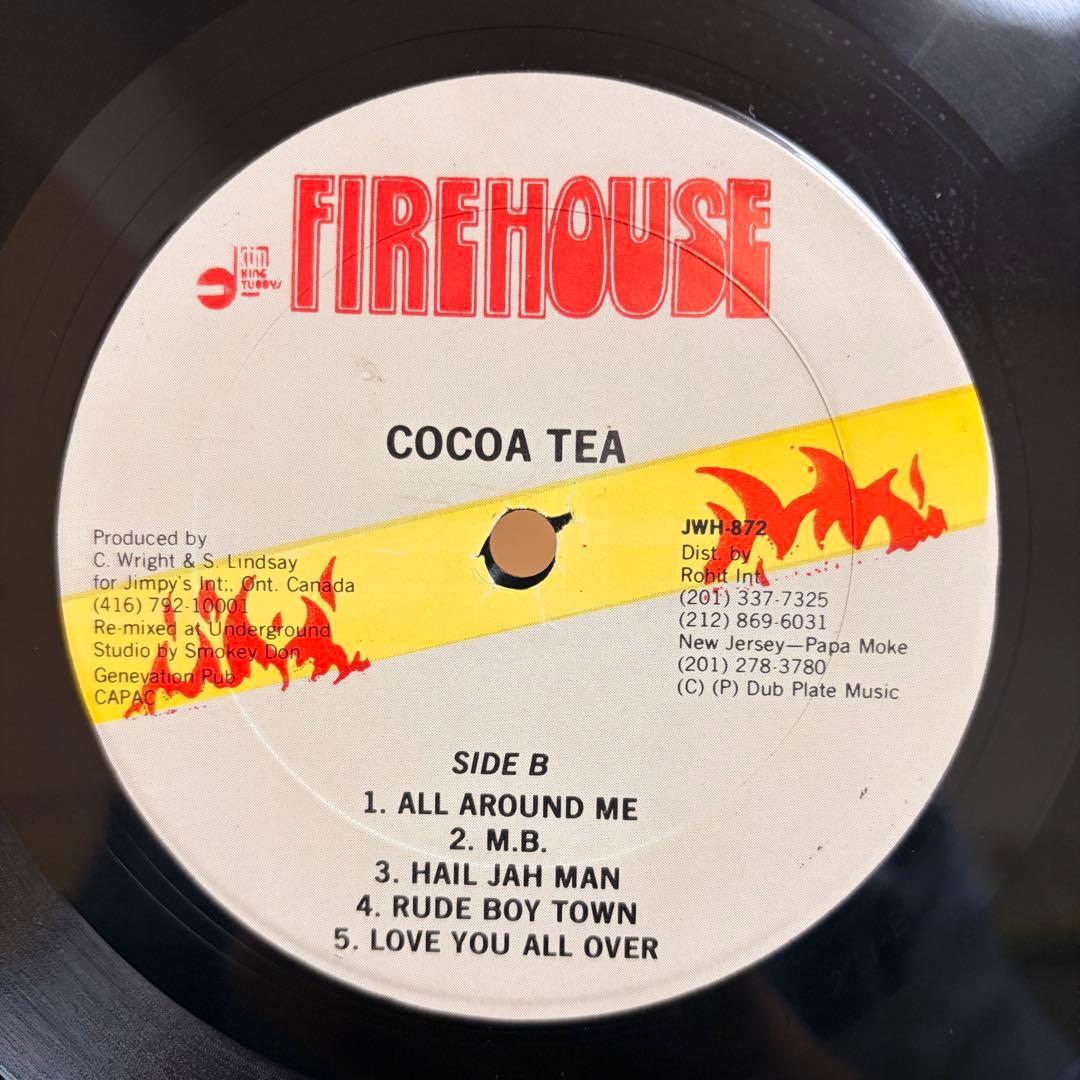 FIREHOUSE
KING
TUBBYS
COCOA TEA
Produced by
C. Wright & S. Lindsay
for Jimpy's Int;, Ont. Canada
(416) 792-10001
Re-mixed at Underground
Studio by Smokey Don
Genevation Pub
CAPAC
JWH-872
Dist. by
Rohit Int.
(201) 337-7325
(212) 869-6031
New Jersey—Papa Moke
(201) 278-3780
(C) (P) Dub Plate Music
SIDE B
1. ALL AROUND ME
2. M.B.
3. HAIL JAH MAN
4. RUDE BOY TOWN
5. LOVE YOU ALL OVER